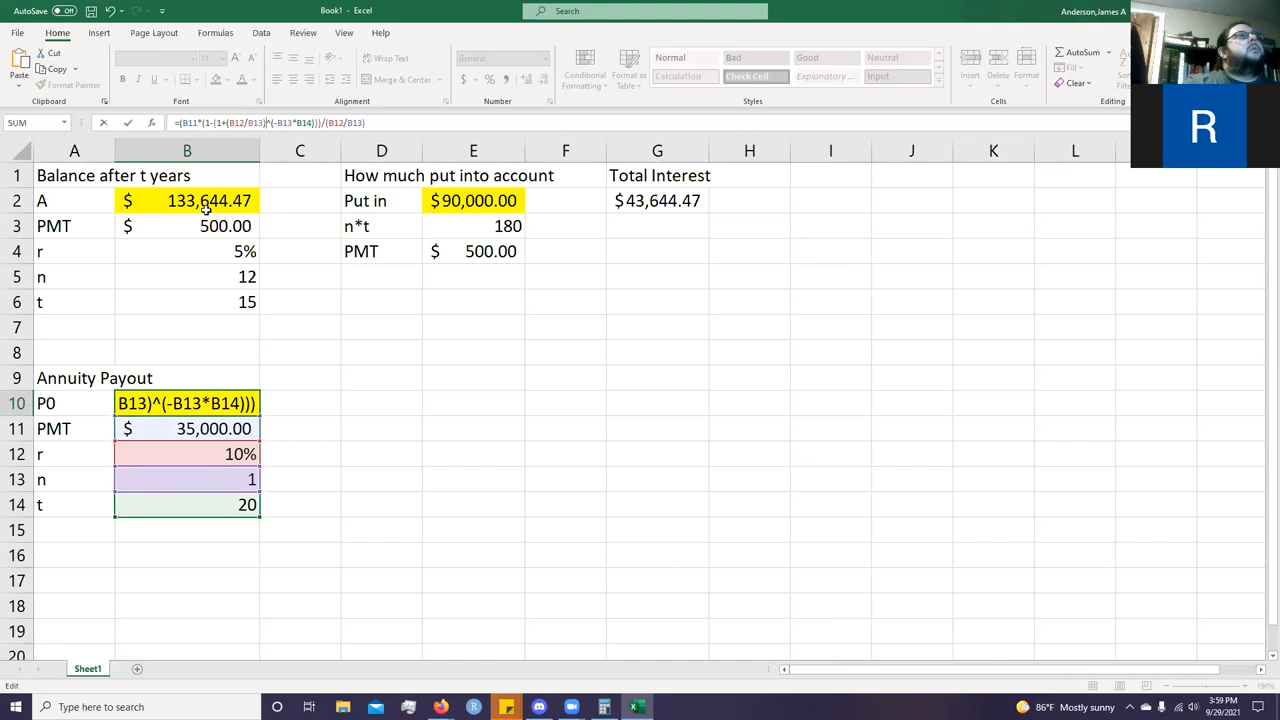 AutoSave Off
Book1 - Excel
Search
Anderson,James A
File Home Insert Page Layout Formulas Data Review View Help
Paste
Cut
Copy
Format Painter
Clipboard
11
B I U
Font
Merge & Center
Alignment
General
$ % ,
Number
Conditional Formatting
Format as Table
Normal Bad Good Neutral
Calculation Check Cell Explanatory ... Input
Styles
Insert Delete Format
Cells
AutoSum
Fill
Clear
Editing
R
SUM
fx
=(B11*(1-(1+(B12/B13)^(-B13*B14)))/(B12/B13)
A B C D E F G H I J K L
1 Balance after t years How much put into account Total Interest
2 A $ 133,644.47 Put in $90,000.00 $43,644.47
3 PMT $ 500.00 n*t 180
4 r 5% PMT $ 500.00
5 n 12
6 t 15
7
8
9 Annuity Payout
10 P0 B13)^(-B13*B14)))
11 PMT $ 35,000.00
12 r 10%
13 n 1
14 t 20
15
16
17
18
19
20
Sheet1
Edit
190%
Type here to search
86°F Mostly sunny
3:59 PM
9/29/2021